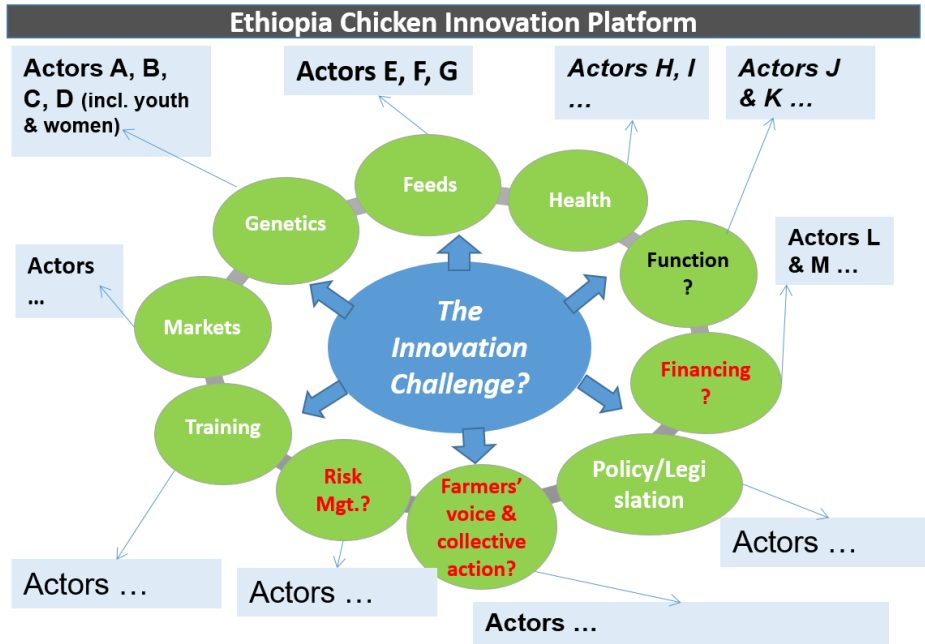 Ethiopia Chicken Innovation Platform
Actors A, B,
C, D (incl. youth
& women)
Actors E, F, G
Actors H, I
...
Actors J
& K ...
Feeds
Health
Genetics
Function
?
Actors L
& M ...
Actors
...
Markets
The
Innovation
Challenge?
Financing
?
Training
Risk
Mgt.?
Farmers’
voice &
collective
action?
Policy/Legi
slation
Actors ...
Actors ...
Actors ...
Actors ...